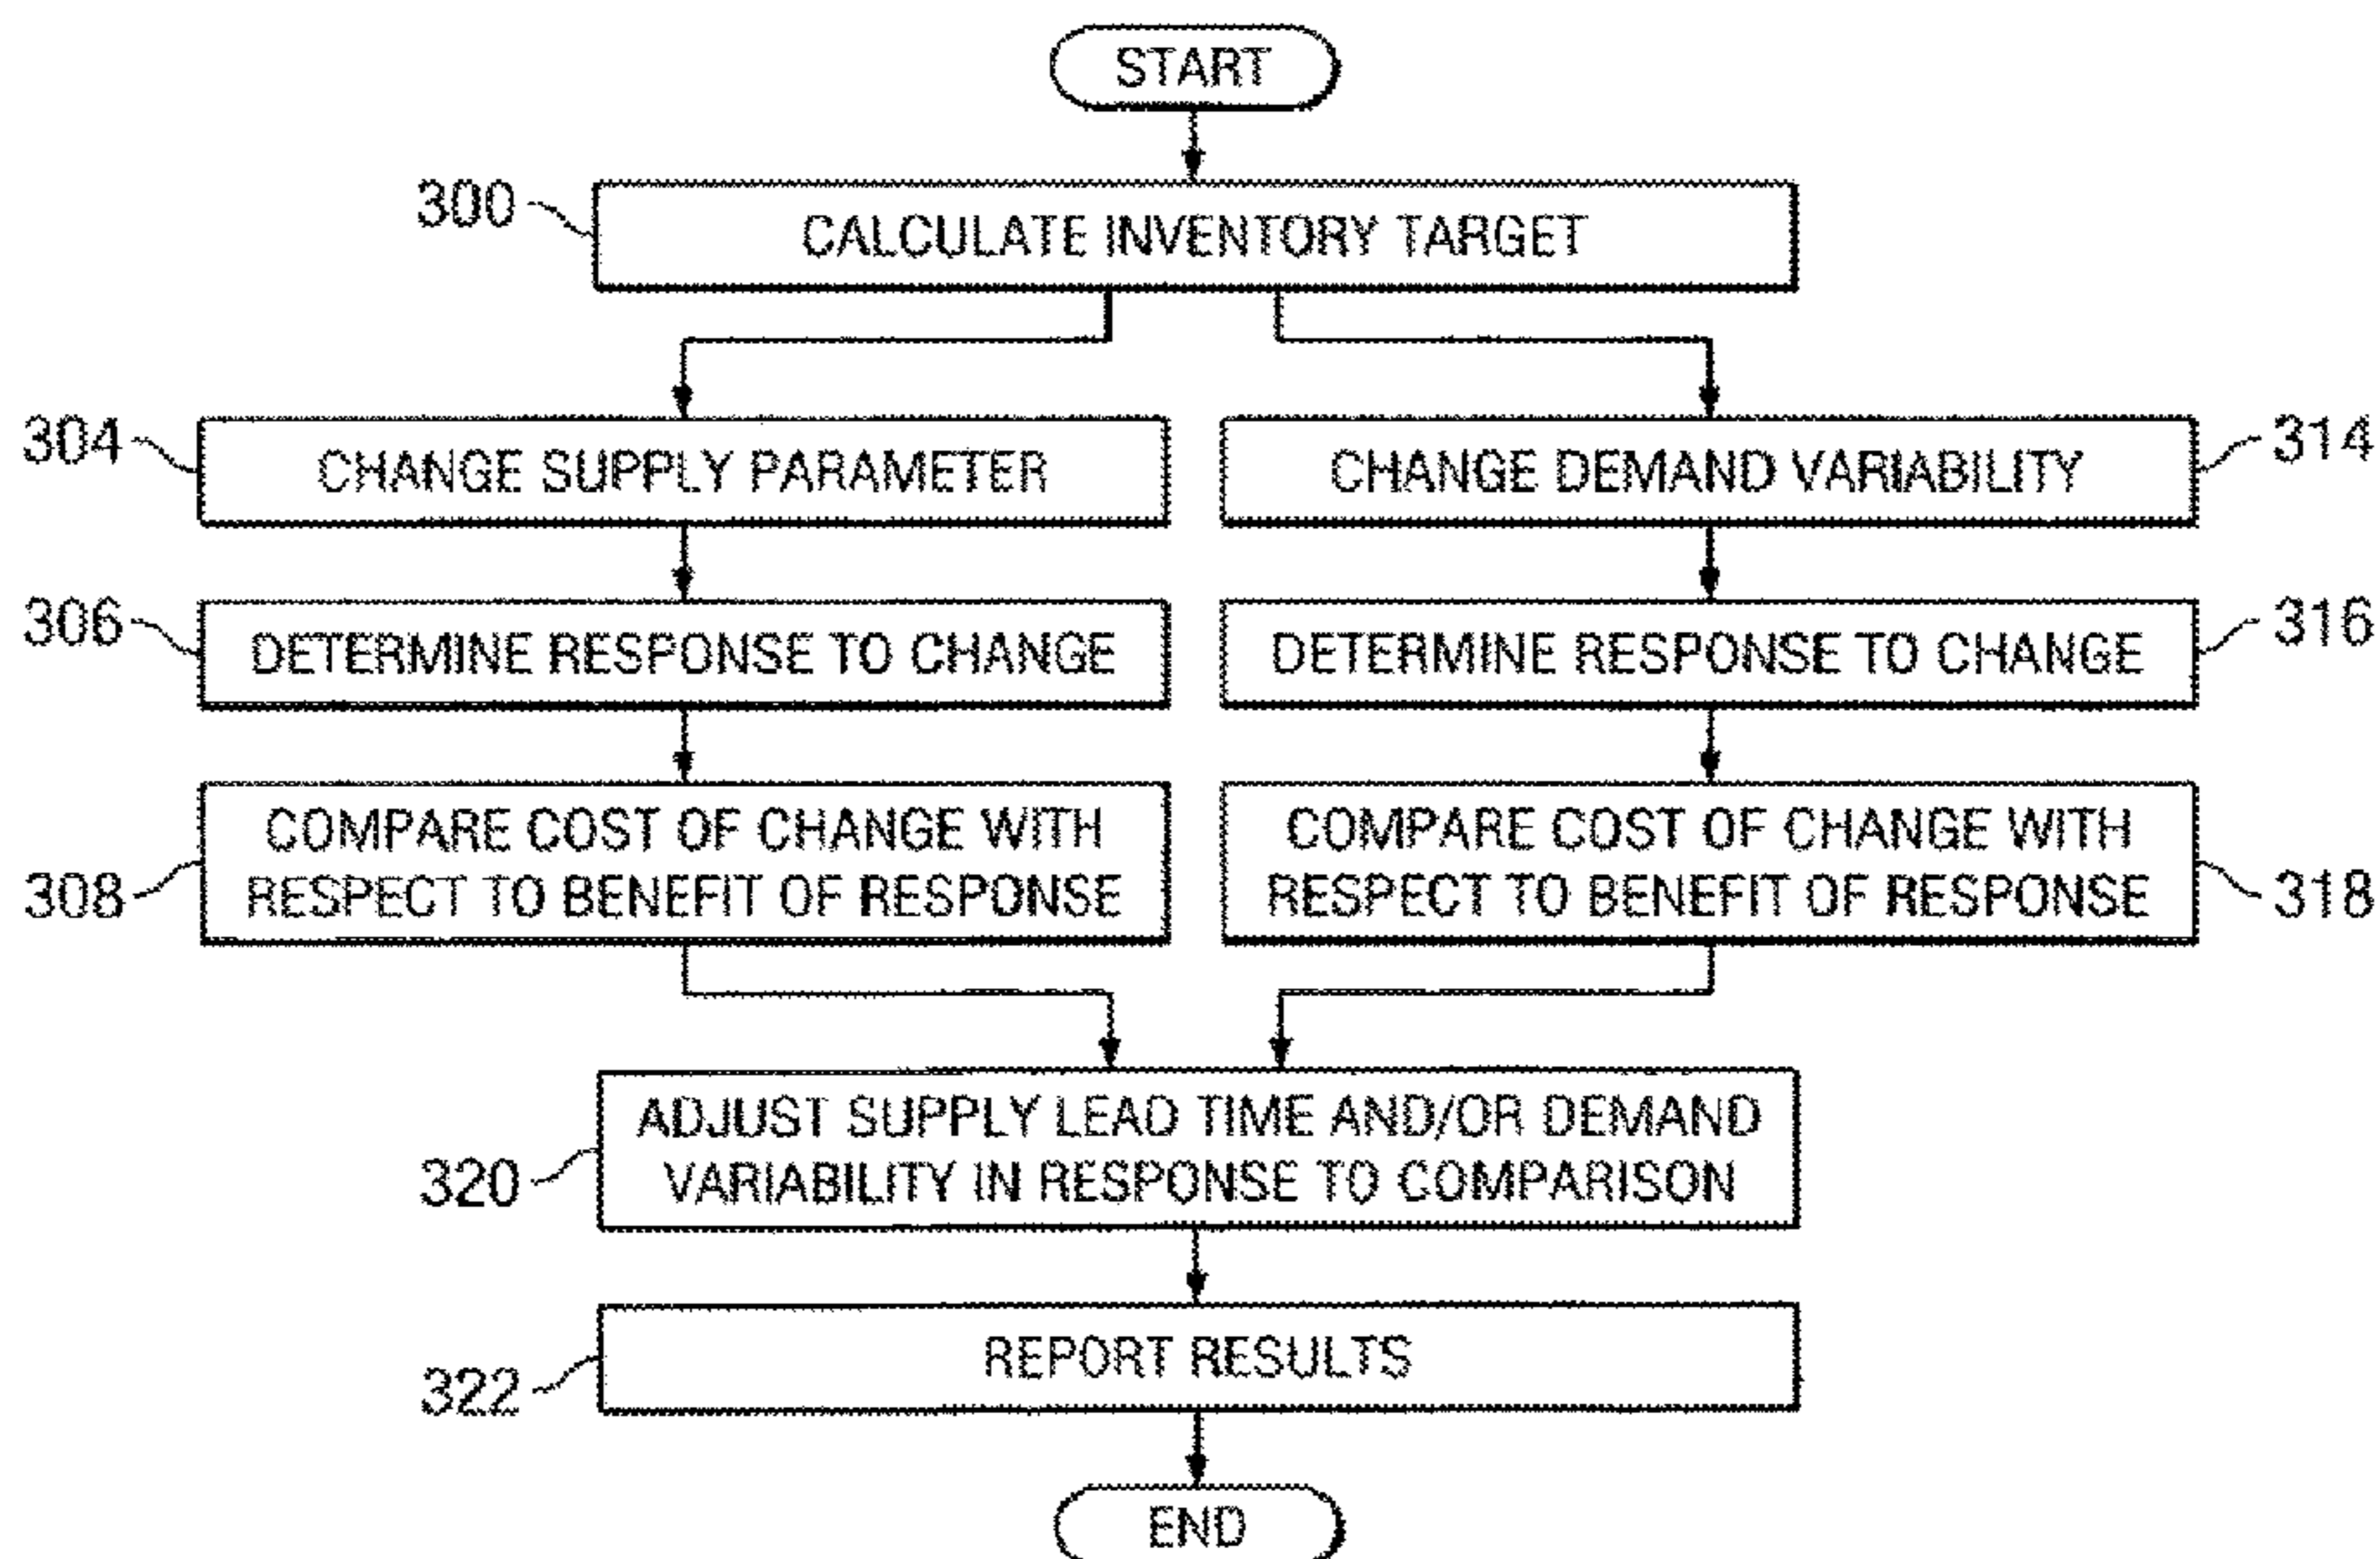 START
300
CALCULATE INVENTORY TARGET
304
CHANGE SUPPLY PARAMETER
CHANGE DEMAND VARIABILITY
314
306
DETERMINE RESPONSE TO CHANGE
DETERMINE RESPONSE TO CHANGE
316
308
COMPARE COST OF CHANGE WITH
RESPECT TO BENEFIT OF RESPONSE
COMPARE COST OF CHANGE WITH
RESPECT TO BENEFIT OF RESPONSE
318
320
ADJUST SUPPLY LEAD TIME AND/OR DEMAND
VARIABILITY IN RESPONSE TO COMPARISON
322
REPORT RESULTS
END